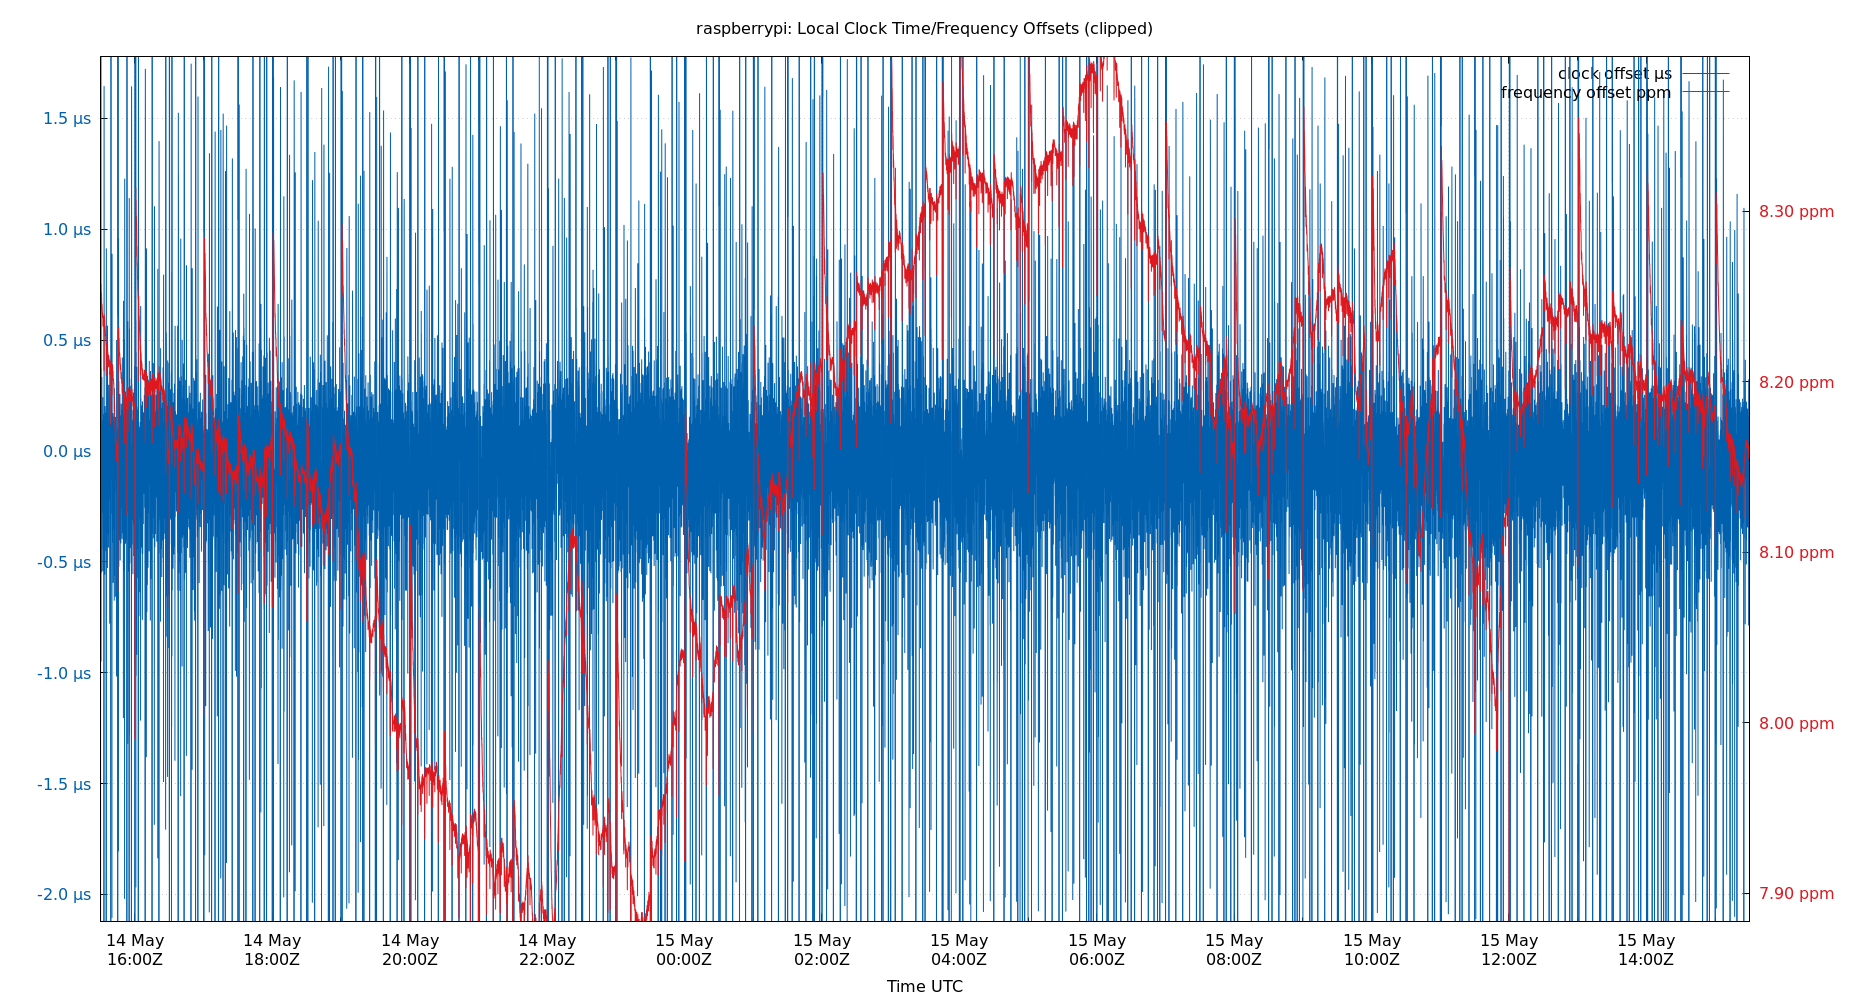 raspberrypi: Local Clock Time/Frequency Offsets (clipped)
clock offset µs
frequency offset ppm
1.5 µs
1.0 µs
0.5 µs
0.0 µs
-0.5 µs
-1.0 µs
-1.5 µs
-2.0 µs
8.30 ppm
8.20 ppm
8.10 ppm
8.00 ppm
7.90 ppm
14 May 14 May 14 May 14 May 15 May 15 May 15 May 15 May 15 May 15 May 15 May 15 May
16:00Z 18:00Z 20:00Z 22:00Z 00:00Z 02:00Z 04:00Z 06:00Z 08:00Z 10:00Z 12:00Z 14:00Z
Time UTC